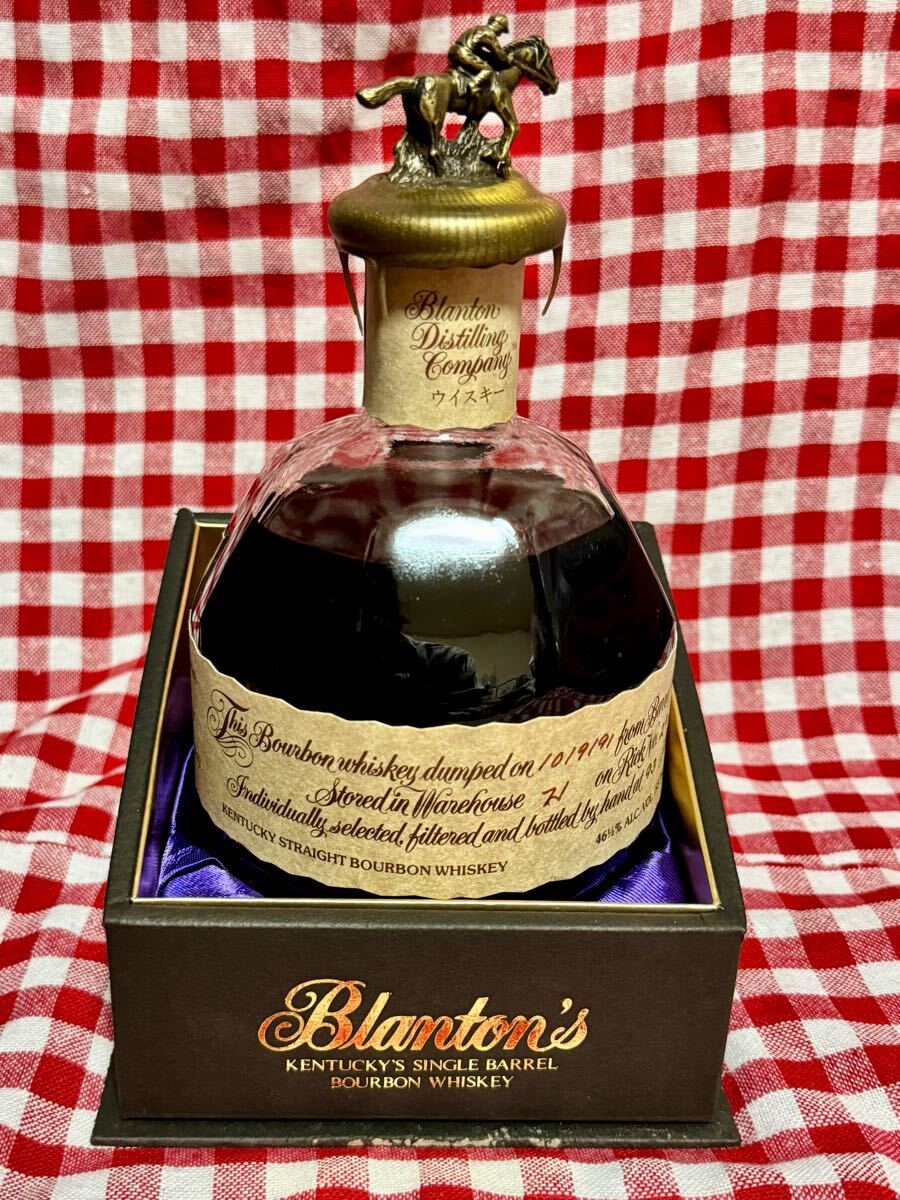 Blanton
Distilling
Company
ウイスキー
This Bourbon whiskey dumped on 10 19 91 from
Stored in Warehouse H on Rick No.
Individually selected, filtered and bottled by hand at 93
KENTUCKY STRAIGHT BOURBON WHISKEY 46½% ALC. VOL.
Blanton's
KENTUCKY'S SINGLE BARREL
BOURBON WHISKEY